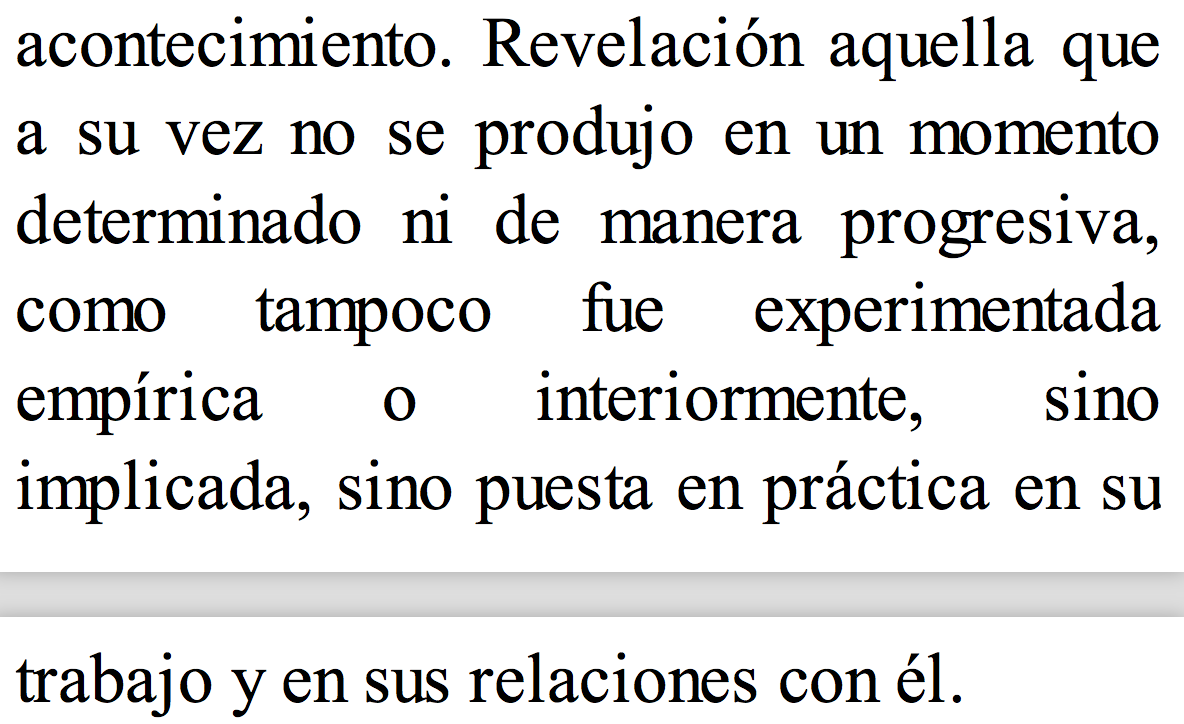 acontecimiento. Revelación aquella que
a su vez no se produjo en un momento
determinado ni de manera progresiva,
como tampoco fue experimentada
empírica o interiormente, sino
implicada, sino puesta en práctica en su
trabajo y en sus relaciones con él.